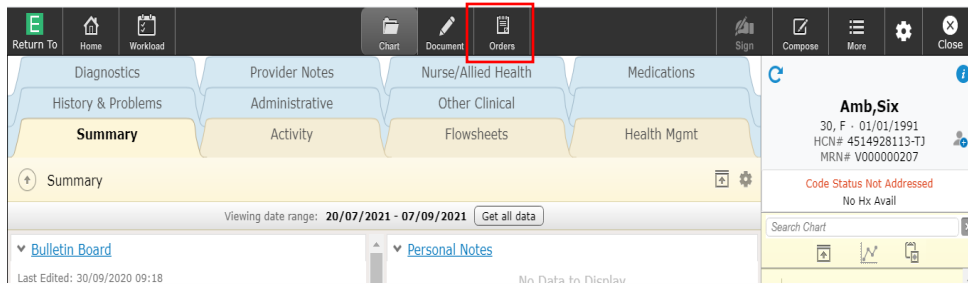 E
Return To
Home
Workload
Chart
Document
Orders
Sign
Compose
More
Close
Diagnostics
Provider Notes
Nurse/Allied Health
Medications
History & Problems
Administrative
Other Clinical
Summary
Activity
Flowsheets
Health Mgmt
Summary
Viewing date range: 20/07/2021 - 07/09/2021 Get all data
Bulletin Board
Personal Notes
Last Edited: 30/09/2020 09:18
No Data to Display
i
Amb,Six
30, F · 01/01/1991
HCN# 4514928113-TJ
MRN# V000000207
Code Status Not Addressed
No Hx Avail
Search Chart